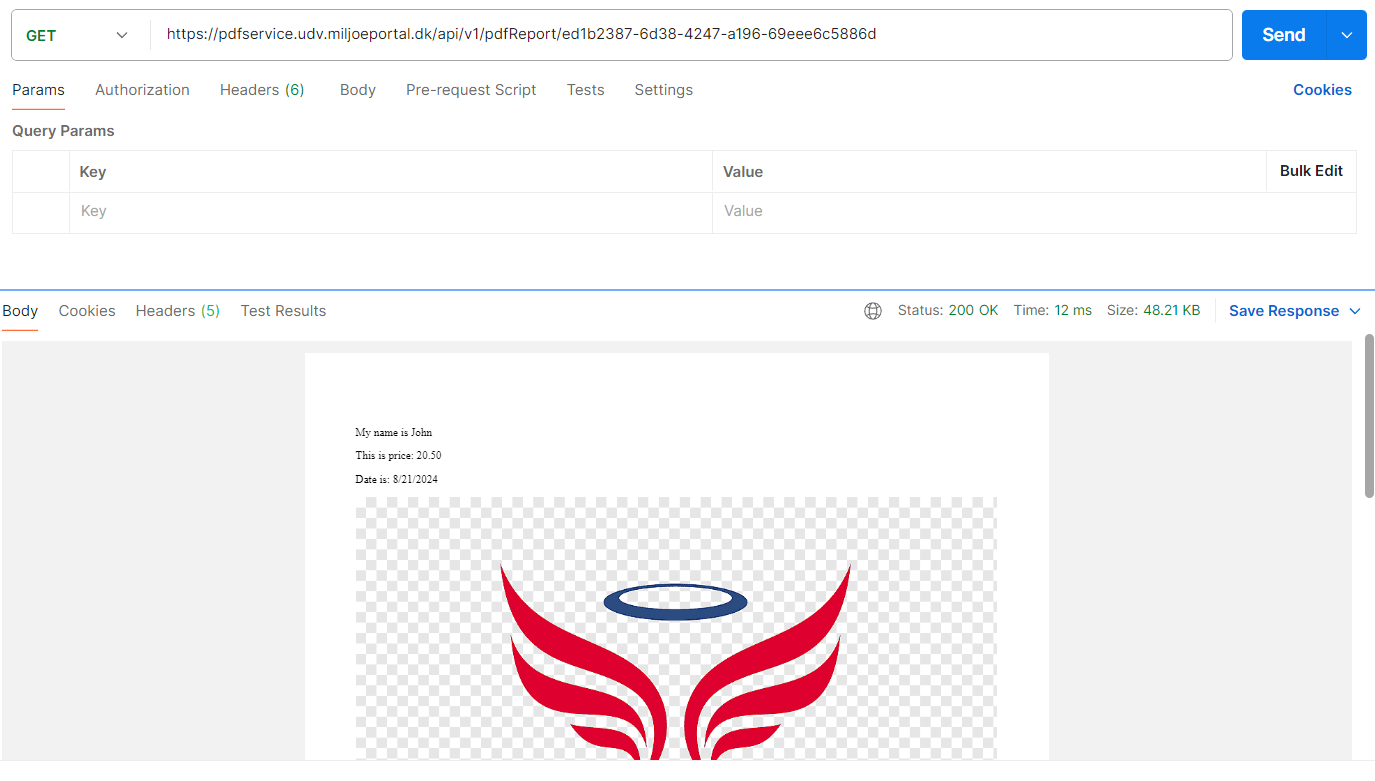 GET https://pdfservice.udv.miljoeportal.dk/api/v1/pdfReport/ed1b2387-6d38-4247-a196-69eee6c5886d Send
Params Authorization Headers (6) Body Pre-request Script Tests Settings Cookies
Query Params
Key Value Bulk Edit
Key Value
Body Cookies Headers (5) Test Results Status: 200 OK Time: 12 ms Size: 48.21 KB Save Response
My name is John
This is price: 20.50
Date is: 8/21/2024